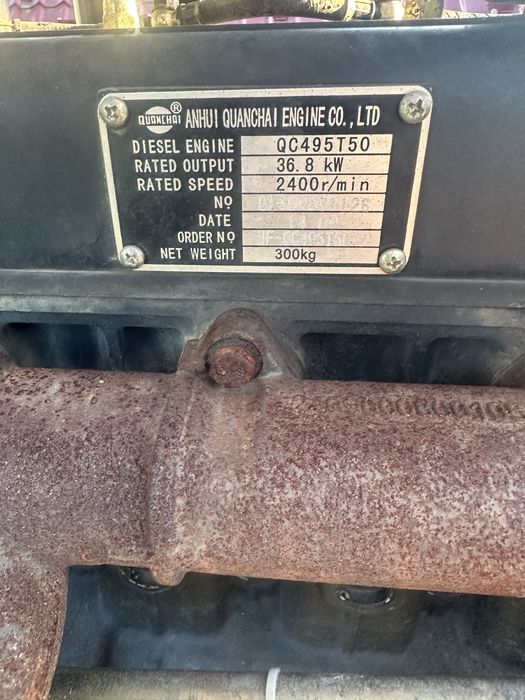 QUANCHAI ® ANHUI QUANCHAI ENGINE CO., LTD
DIESEL ENGINE QC495T50
RATED OUTPUT 36.8 kW
RATED SPEED 2400r/min
NO
DATE
ORDER NO
NET WEIGHT 300kg